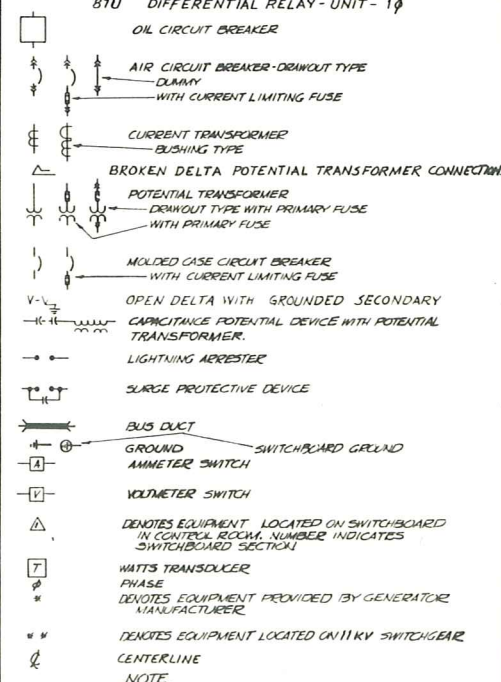 87U DIFFERENTIAL RELAY-UNIT-1φ
OIL CIRCUIT BREAKER
AIR CIRCUIT BREAKER-DRAWOUT TYPE
DUMMY
WITH CURRENT LIMITING FUSE
CURRENT TRANSFORMER
BUSHING TYPE
BROKEN DELTA POTENTIAL TRANSFORMER CONNECTION
POTENTIAL TRANSFORMER
DRAWOUT TYPE WITH PRIMARY FUSE
WITH PRIMARY FUSE
MOLDED CASE CIRCUIT BREAKER
WITH CURRENT LIMITING FUSE
V-V OPEN DELTA WITH GROUNDED SECONDARY
CAPACITANCE POTENTIAL DEVICE WITH POTENTIAL
TRANSFORMER.
LIGHTNING ARRESTER
SURGE PROTECTIVE DEVICE
BUS DUCT
GROUND SWITCHBOARD GROUND
A AMMETER SWITCH
V VOLTMETER SWITCH
1 DENOTES EQUIPMENT LOCATED ON SWITCHBOARD
IN CONTROL ROOM. NUMBER INDICATES
SWITCHBOARD SECTION
T WATTS TRANSDUCER
φ PHASE
* DENOTES EQUIPMENT PROVIDED BY GENERATOR
MANUFACTURER
* * DENOTES EQUIPMENT LOCATED ON 11KV SWITCHGEAR
℄ CENTERLINE
NOTE